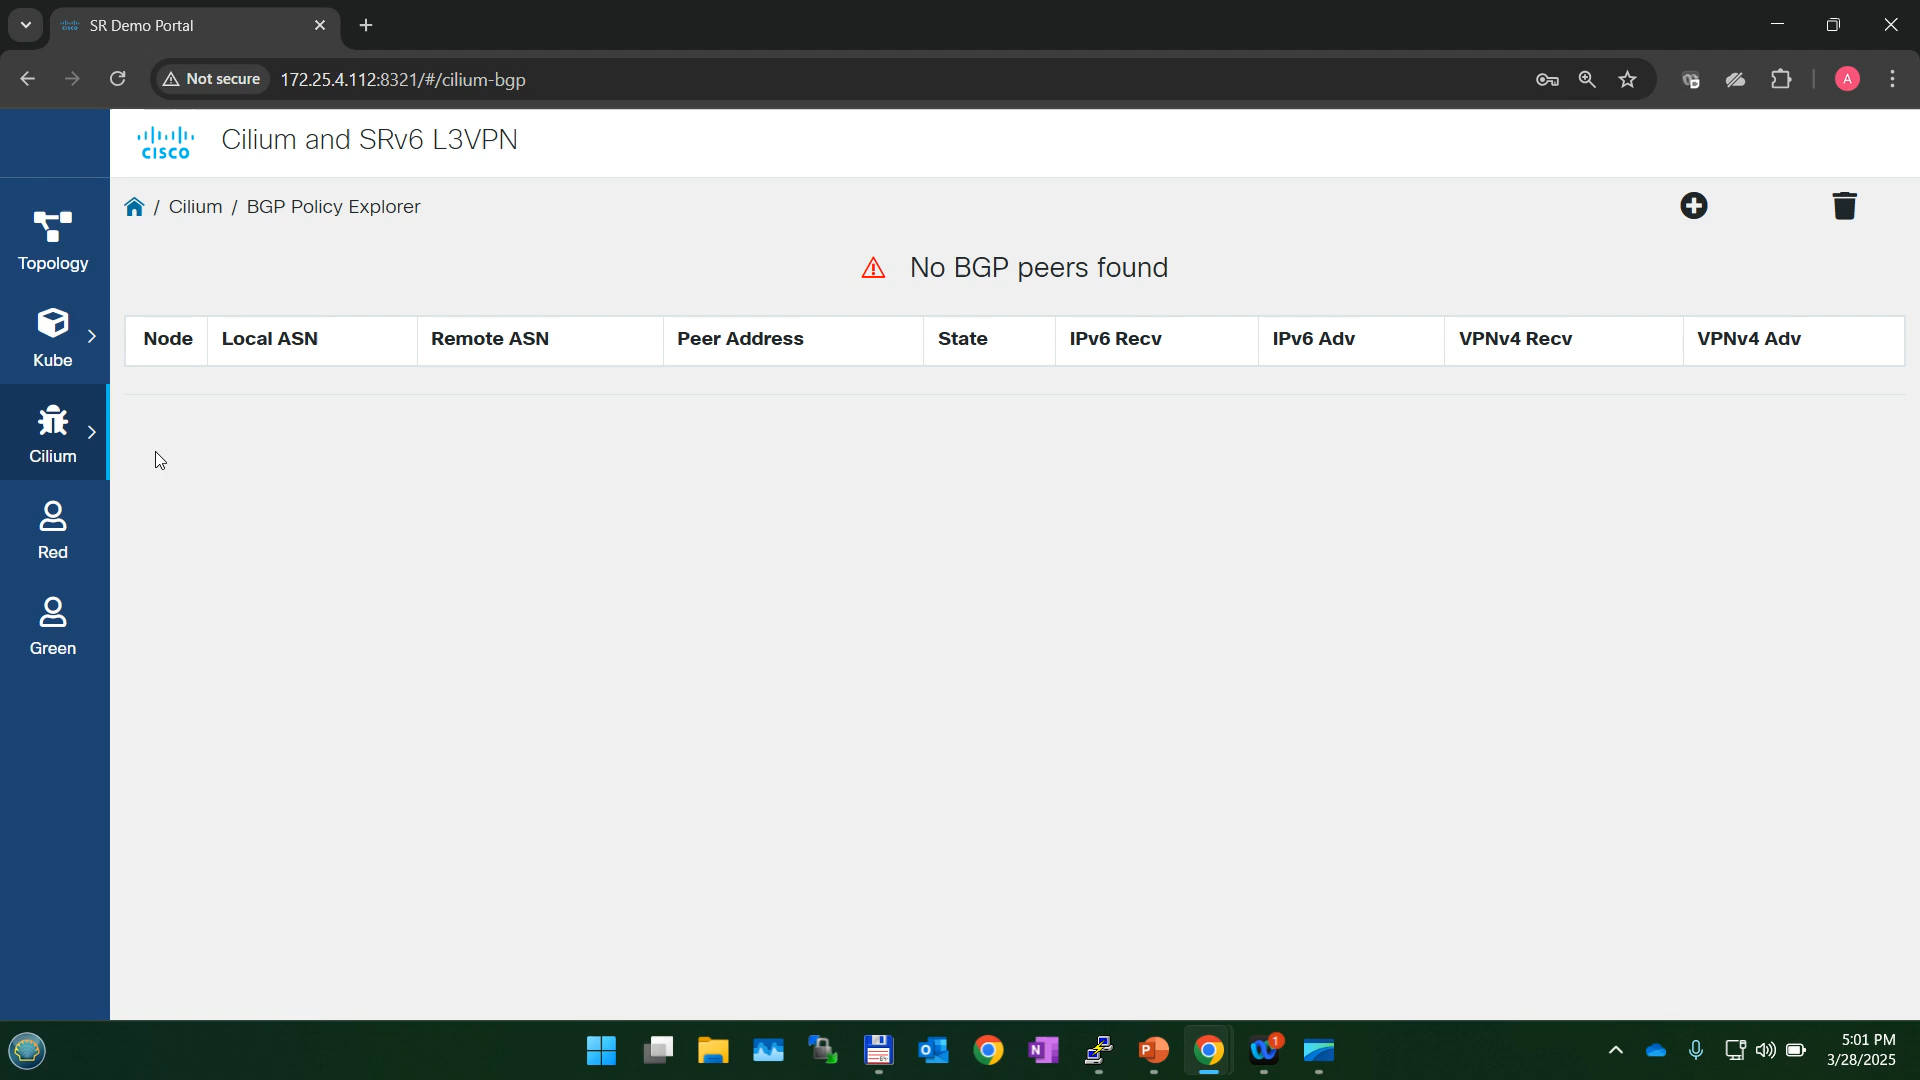 SR Demo Portal
Not secure
172.25.4.112:8321/#/cilium-bgp
A
CISCO
Cilium and SRv6 L3VPN
/ Cilium / BGP Policy Explorer
No BGP peers found
Node Local ASN Remote ASN Peer Address State IPv6 Recv IPv6 Adv VPNv4 Recv VPNv4 Adv
Topology
Kube
Cilium
Red
Green
1
5:01 PM
3/28/2025